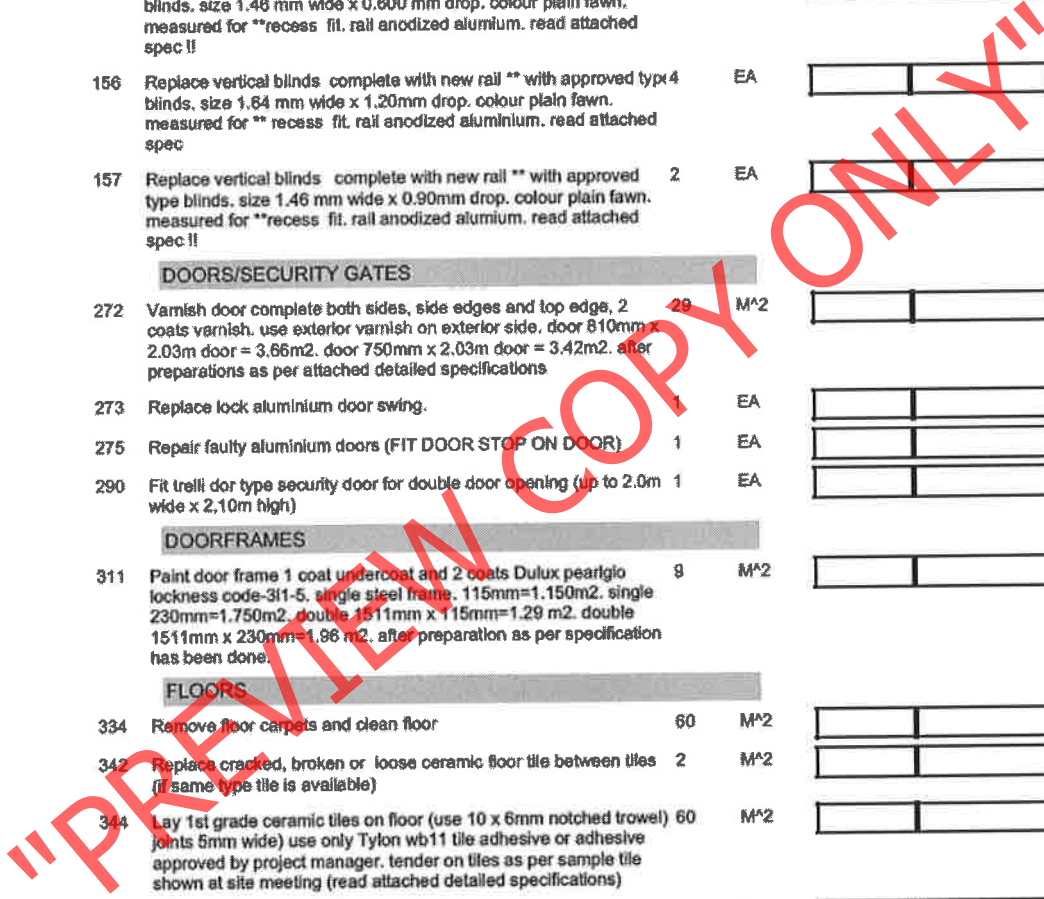 blinds. size 1.46 mm wide x 0.600 mm drop. colour plain fawn.
measured for **recess fit. rail anodized alumium. read attached
spec !!
156 Replace vertical blinds complete with new rail ** with approved type 4 EA
blinds. size 1.64 mm wide x 1.20mm drop. colour plain fawn.
measured for ** recess fit. rail anodized aluminium. read attached
spec
157 Replace vertical blinds complete with new rail ** with approved 2 EA
type blinds. size 1.46 mm wide x 0.90mm drop. colour plain fawn.
measured for **recess fit. rail anodized alumium. read attached
spec !!
DOORS/SECURITY GATES
272 Varnish door complete both sides, side edges and top edge, 2 29 M^2
coats varnish. use exterior varnish on exterior side. door 810mm x
2.03m door = 3.66m2. door 750mm x 2.03m door = 3.42m2. after
preparations as per attached detailed specifications
273 Replace lock aluminium door swing. 1 EA
275 Repair faulty aluminium doors (FIT DOOR STOP ON DOOR) 1 EA
290 Fit trelli dor type security door for double door opening (up to 2.0m 1 EA
wide x 2,10m high)
DOORFRAMES
311 Paint door frame 1 coat undercoat and 2 coats Dulux pearlglo 9 M^2
lockness code-3l1-5. single steel frame. 115mm=1.150m2. single
230mm=1.750m2. double 1511mm x 115mm=1.29 m2. double
1511mm x 230mm=1.96 m2. after preparation as per specification
has been done.
FLOORS
334 Remove floor carpets and clean floor 60 M^2
342 Replace cracked, broken or loose ceramic floor tile between tiles 2 M^2
(if same type tile is available)
344 Lay 1st grade ceramic tiles on floor (use 10 x 6mm notched trowel) 60 M^2
joints 5mm wide) use only Tylon wb11 tile adhesive or adhesive
approved by project manager. tender on tiles as per sample tile
shown at site meeting (read attached detailed specifications)
"PREVIEW COPY ONLY"